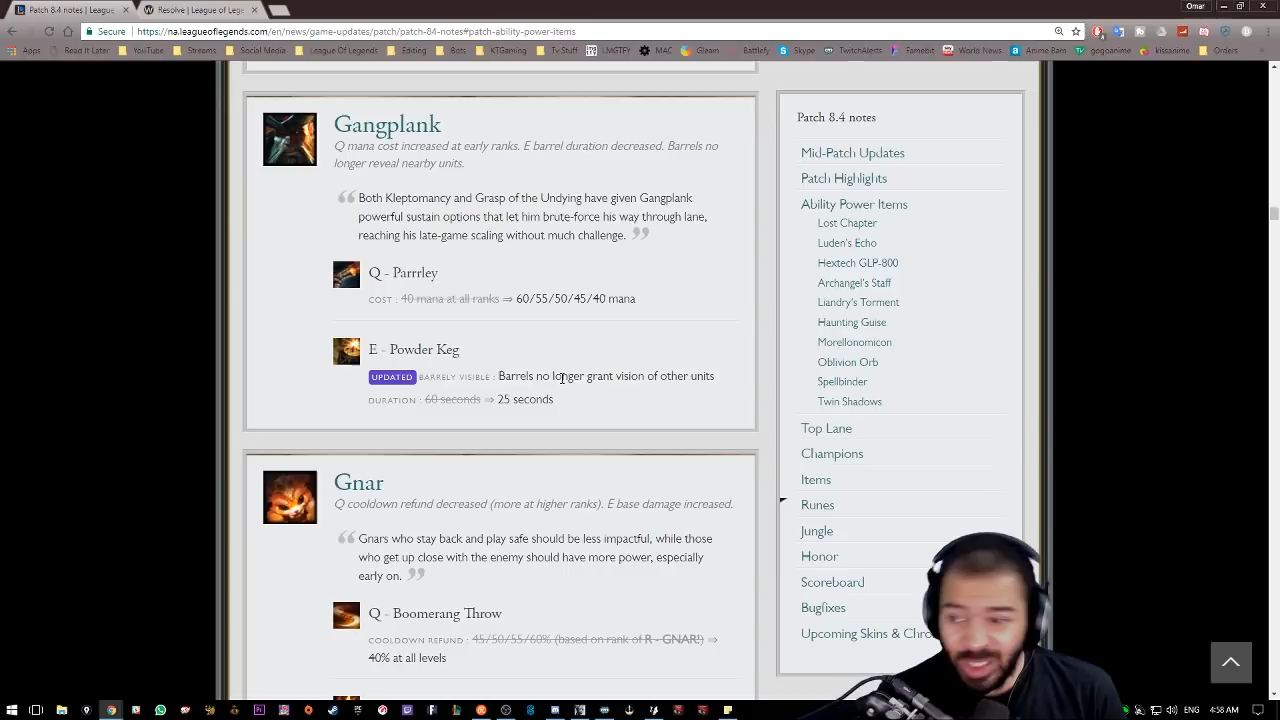 Patch 8.4 notes | League
Resolve | League of Lege
Omar
Secure
https://na.leagueoflegends.com/en/news/game-updates/patch/patch-84-notes#patch-ability-power-items
Apps
Read It Later
YouTube
Streams
Social Media
League Of Legends
Editing
Bots
KTGaming
Tv-Stuff
LMGTFY
MAC
Gleam
Battlefy
Skype
TwitchAlerts
Famebit
World News
Anime Bam
gogoanime
kissanime
Orders
Gangplank
Q mana cost increased at early ranks. E barrel duration decreased. Barrels no
longer reveal nearby units.
Both Kleptomancy and Grasp of the Undying have given Gangplank
powerful sustain options that let him brute-force his way through lane,
reaching his late-game scaling without much challenge.
Q - Parrrley
COST : 40 mana at all ranks ⇒ 60/55/50/45/40 mana
E - Powder Keg
UPDATED BARRELY VISIBLE : Barrels no longer grant vision of other units
DURATION : 60 seconds ⇒ 25 seconds
Gnar
Q cooldown refund decreased (more at higher ranks). E base damage increased.
Gnars who stay back and play safe should be less impactful, while those
who get up close with the enemy should have more power, especially
early on.
Q - Boomerang Throw
COOLDOWN REFUND : 45/50/55/60% (based on rank of R - GNAR!) ⇒
40% at all levels
Patch 8.4 notes
Mid-Patch Updates
Patch Highlights
Ability Power Items
Lost Chapter
Luden's Echo
Hextech GLP-800
Archangel's Staff
Liandry's Torment
Haunting Guise
Morellonomicon
Oblivion Orb
Spellbinder
Twin Shadows
Top Lane
Champions
Items
Runes
Jungle
Honor
Scoreboard
Bugfixes
Upcoming Skins & Chro
ENG
4:58 AM